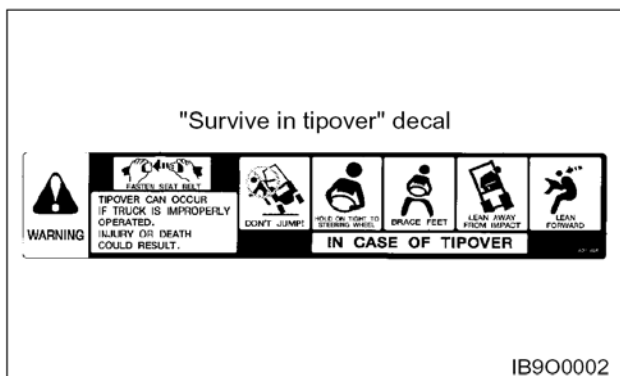 "Survive in tipover" decal
WARNING
FASTEN SEAT BELT
TIPOVER CAN OCCUR
IF TRUCK IS IMPROPERLY
OPERATED.
INJURY OR DEATH
COULD RESULT.
DON'T JUMP!
HOLD ON TIGHT TO
STEERING WHEEL
BRACE FEET
LEAN AWAY
FROM IMPACT
LEAN
FORWARD
IN CASE OF TIPOVER
IB9O0002